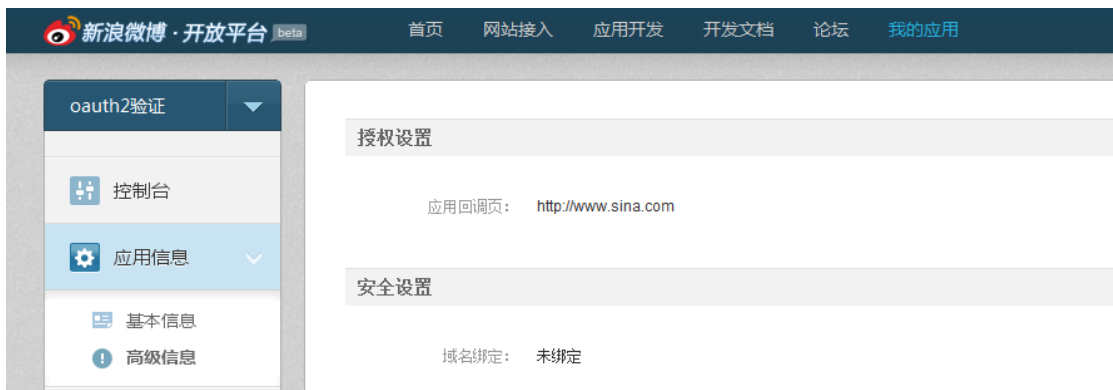 新浪微博·开放平台 beta 首页 网站接入 应用开发 开发文档 论坛 我的应用
oauth2验证
控制台
应用信息
基本信息
高级信息
授权设置
应用回调页： http://www.sina.com
安全设置
域名绑定： 未绑定